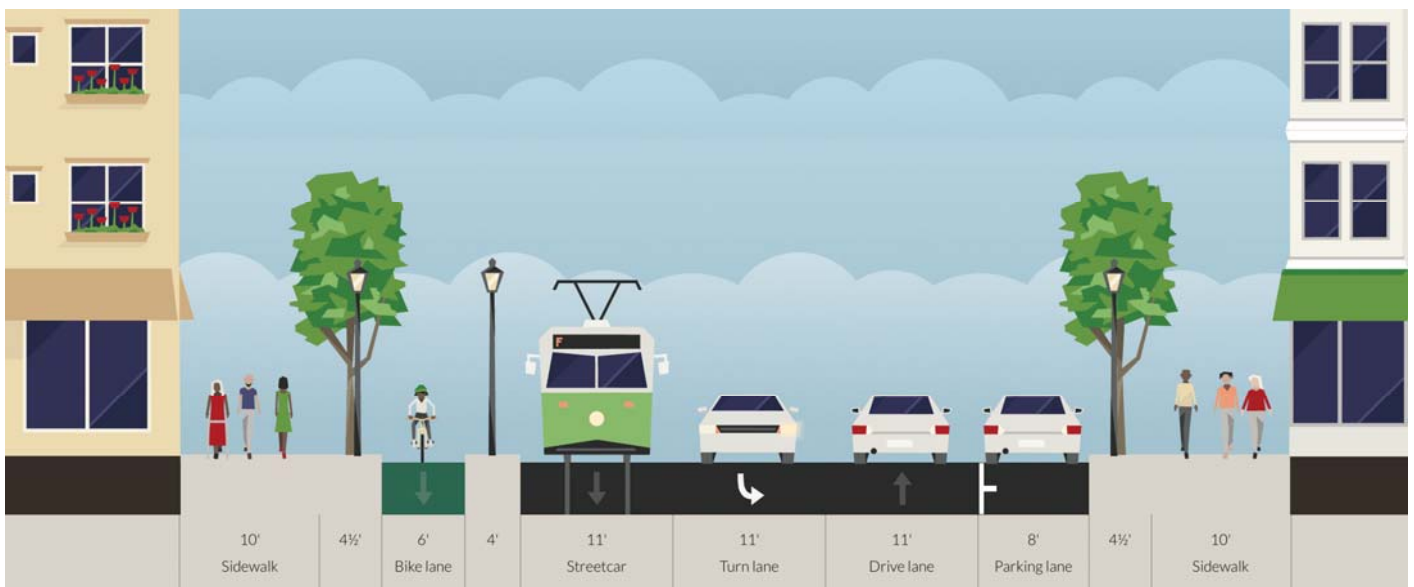 F
10' 4½' 6' 4' 11' 11' 11' 8' 4½' 10'
Sidewalk Bike lane Streetcar Turn lane Drive lane Parking lane Sidewalk